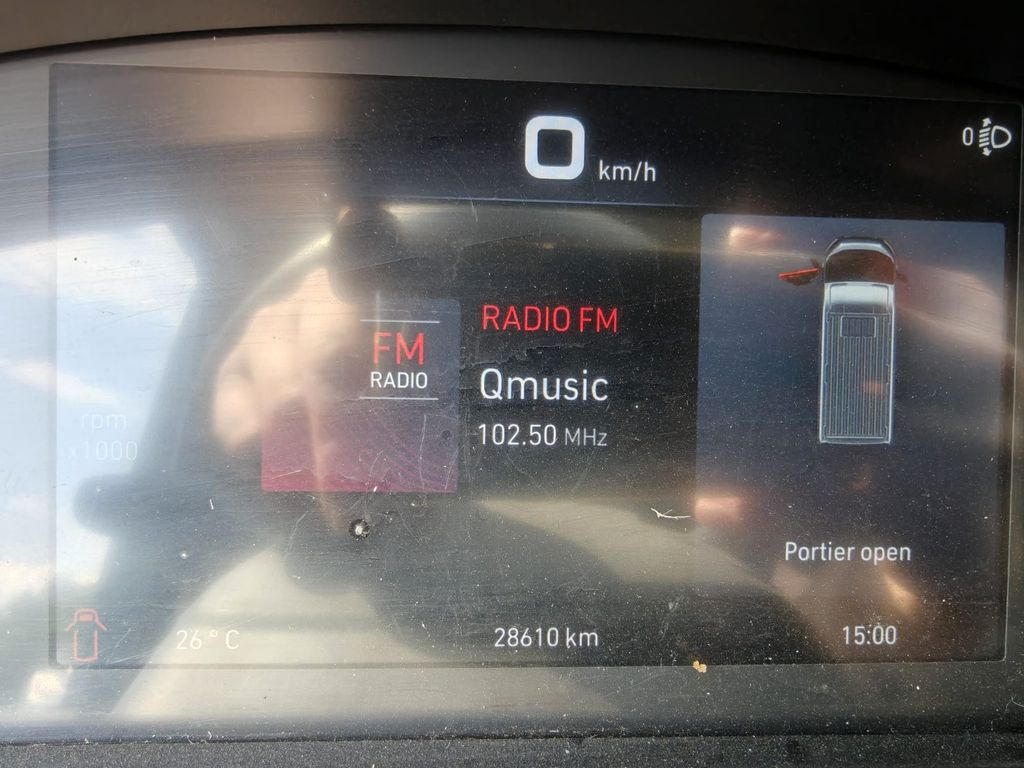 0 km/h
0
RADIO FM
FM
RADIO
Qmusic
102.50 MHz
rpm
x1000
Portier open
26 °C
28610 km
15:00